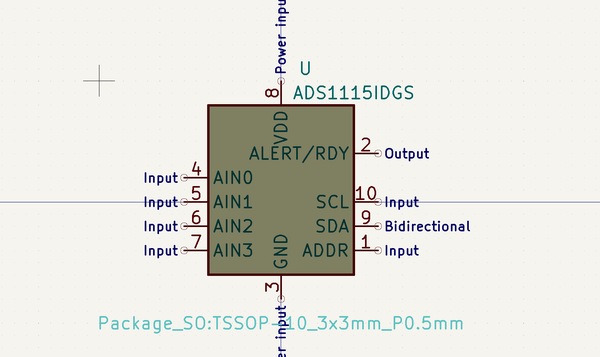 Power input
U
8
ADS1115IDGS
VDD
ALERT/RDY 2 Output
Input 4 AIN0
Input 5 AIN1 SCL 10 Input
Input 6 AIN2 SDA 9 Bidirectional
Input 7 AIN3 GND ADDR 1 Input
3
Package_SO:TSSOP-10_3x3mm_P0.5mm
input